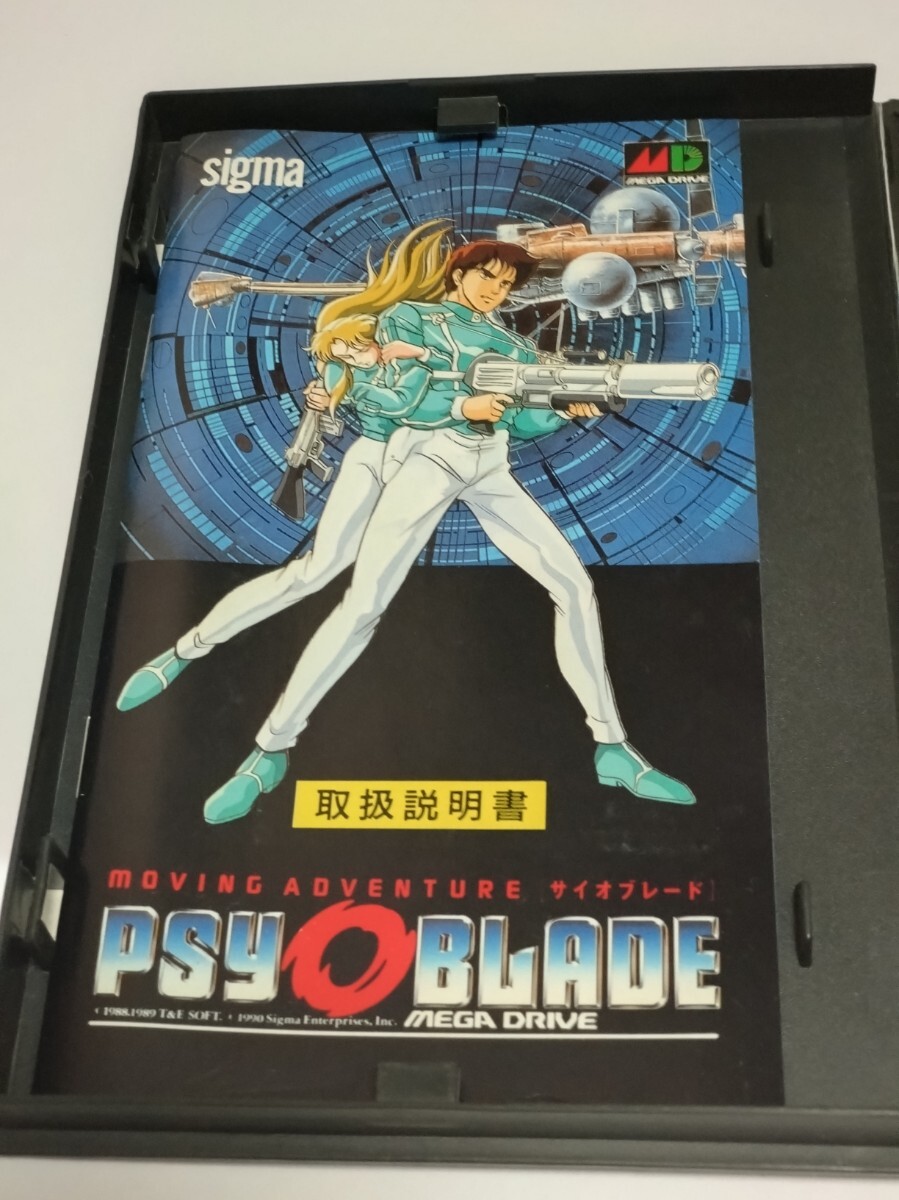 sigma
MD
MEGA DRIVE
取扱説明書
MOVING ADVENTURE サイオブレード
PSY O BLADE
© 1988.1989 T&E SOFT. © 1990 Sigma Enterprises, Inc. MEGA DRIVE